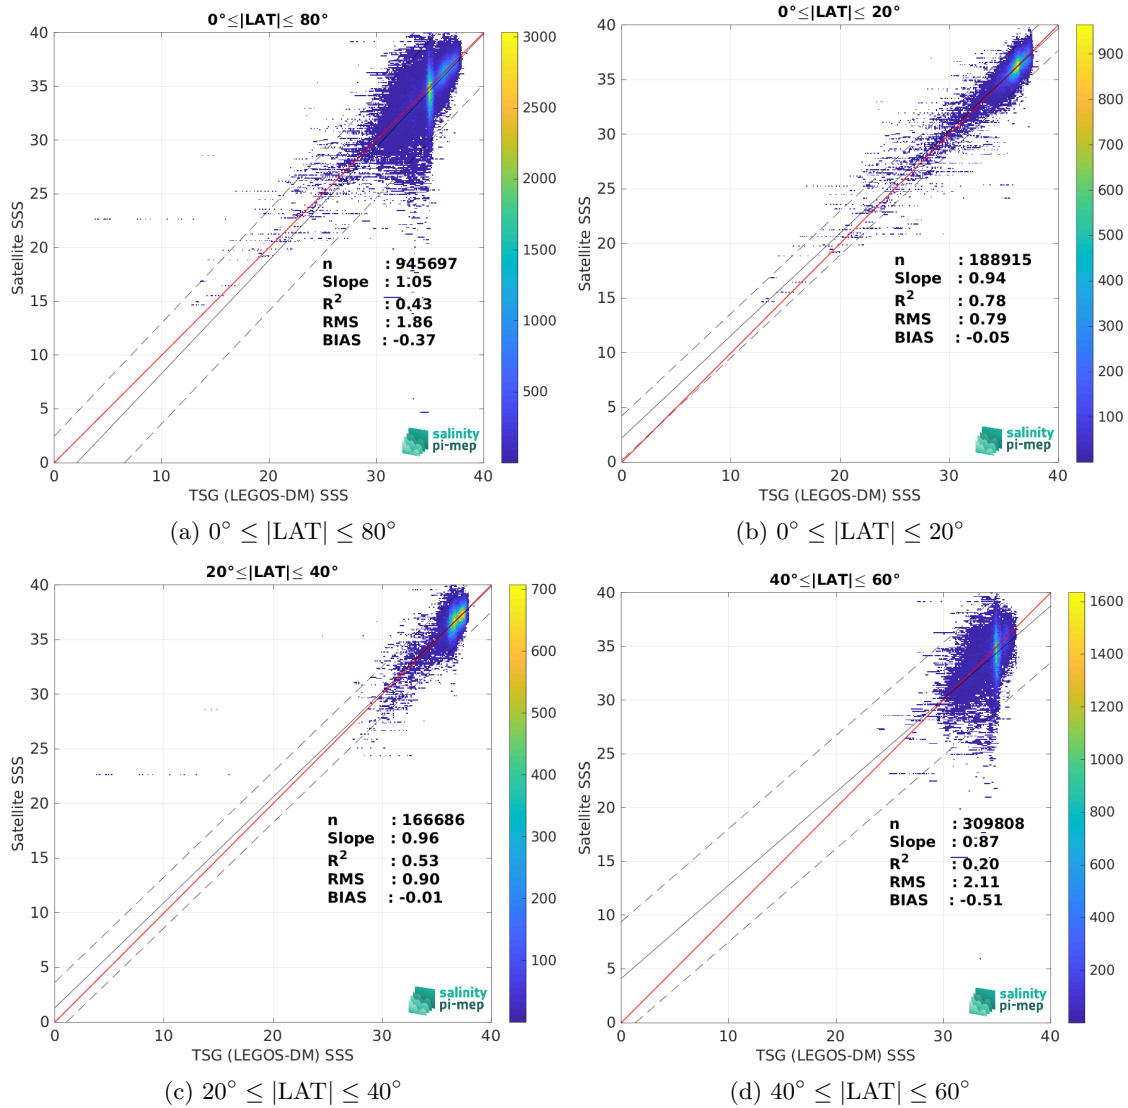 0°≤|LAT|≤ 80°
40
35
30
25
20
15
10
5
0
Satellite SSS
0
10
20
30
40
TSG (LEGOS-DM) SSS
n : 945697
Slope : 1.05
R² : 0.43
RMS : 1.86
BIAS : -0.37
salinity
pi-mep
3000
2500
2000
1500
1000
500
(a) 0° ≤ |LAT| ≤ 80°
0°≤|LAT|≤ 20°
40
35
30
25
20
15
10
5
0
Satellite SSS
0
10
20
30
40
TSG (LEGOS-DM) SSS
n : 188915
Slope : 0.94
R² : 0.78
RMS : 0.79
BIAS : -0.05
salinity
pi-mep
900
800
700
600
500
400
300
200
100
(b) 0° ≤ |LAT| ≤ 20°
20°≤|LAT|≤ 40°
40
35
30
25
20
15
10
5
0
Satellite SSS
0
10
20
30
40
TSG (LEGOS-DM) SSS
n : 166686
Slope : 0.96
R² : 0.53
RMS : 0.90
BIAS : -0.01
salinity
pi-mep
700
600
500
400
300
200
100
(c) 20° ≤ |LAT| ≤ 40°
40°≤|LAT|≤ 60°
40
35
30
25
20
15
10
5
0
Satellite SSS
0
10
20
30
40
TSG (LEGOS-DM) SSS
n : 309808
Slope : 0.87
R² : 0.20
RMS : 2.11
BIAS : -0.51
salinity
pi-mep
1600
1400
1200
1000
800
600
400
200
(d) 40° ≤ |LAT| ≤ 60°